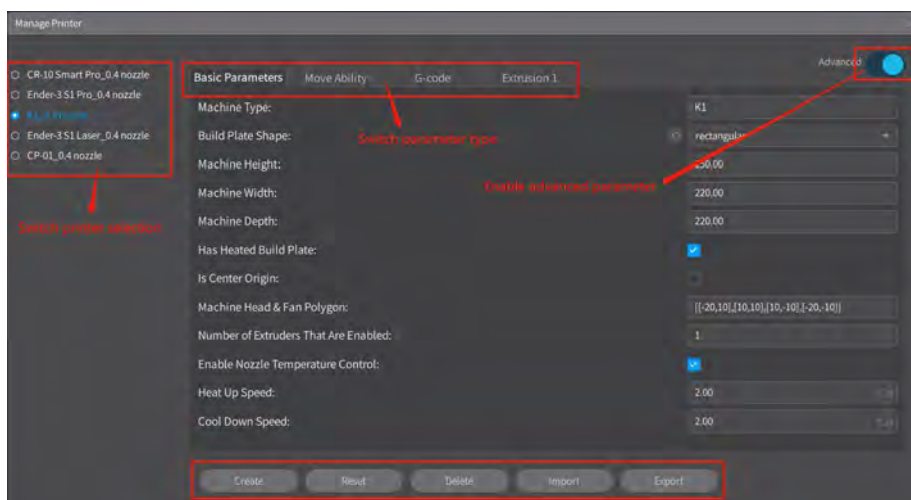 Manage Printer
Advanced
CR-10 Smart Pro_0.4 nozzle
Ender-3 S1 Pro_0.4 nozzle
Ender-3 S1 Laser_0.4 nozzle
CP-01_0.4 nozzle
Switch printer selection
Basic Parameters Move Ability G-code Extrusion 1
Switch parameter type
Enable advanced parameter
Machine Type: K1
Build Plate Shape: rectangular
Machine Height: 250.00
Machine Width: 220.00
Machine Depth: 220.00
Has Heated Build Plate:
Is Center Origin:
Machine Head & Fan Polygon: [[-20,10],[10,10],[10,-10],[-20,-10]]
Number of Extruders That Are Enabled: 1
Enable Nozzle Temperature Control:
Heat Up Speed: 2.00
Cool Down Speed: 2.00
Create Reset Delete Import Export